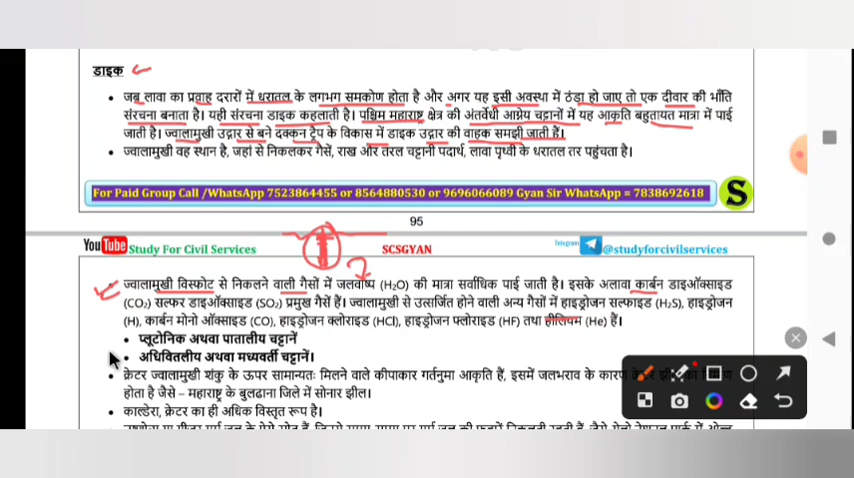 डाइक
• जब लावा का प्रवाह दरारों में धरातल के लगभग समकोण होता है और अगर यह इसी अवस्था में ठंडा हो जाए तो एक दीवार की भाँति
संरचना बनाता है। यही संरचना डाइक कहलाती है। पश्चिम महाराष्ट्र क्षेत्र की अंतर्वेधी आग्नेय चट्टानों में यह आकृति बहुतायत मात्रा में पाई
जाती है। ज्वालामुखी उद्गार से बने दक्कन ट्रैप के विकास में डाइक उद्गार की वाहक समझी जाती हैं।
• ज्वालामुखी वह स्थान है, जहां से निकलकर गैसें, राख और तरल चट्टानी पदार्थ, लावा पृथ्वी के धरातल तर पहुंचता है।
For Paid Group Call /WhatsApp 7523864455 or 8564880530 or 9696066089 Gyan Sir WhatsApp = 7838692618
S
95
YouTube Study For Civil Services SCSGYAN Telegram @studyforcivilservices
• ज्वालामुखी विस्फोट से निकलने वाली गैसों में जलवाष्प (H₂O) की मात्रा सर्वाधिक पाई जाती है। इसके अलावा कार्बन डाइऑक्साइड
(CO₂) सल्फर डाइऑक्साइड (SO₂) प्रमुख गैसें हैं। ज्वालामुखी से उत्सर्जित होने वाली अन्य गैसों में हाइड्रोजन सल्फाइड (H₂S), हाइड्रोजन
(H), कार्बन मोनो ऑक्साइड (CO), हाइड्रोजन क्लोराइड (HCl), हाइड्रोजन फ्लोराइड (HF) तथा हीलियम (He) हैं।
• प्लूटोनिक अथवा पातालीय चट्टानें
• अधिवितलीय अथवा मध्यवर्ती चट्टानें।
• क्रेटर ज्वालामुखी शंकु के ऊपर सामान्यतः मिलने वाले कीपाकार गर्तनुमा आकृति हैं, इसमें जलभराव के कारण
होता है जैसे – महाराष्ट्र के बुलढाना जिले में सोनार झील।
• काल्डेरा, क्रेटर का ही अधिक विस्तृत रूप है।